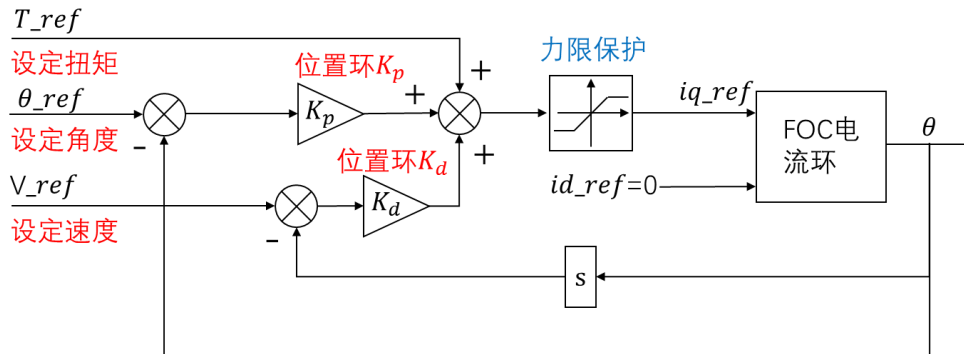 T_ref
设定扭矩
θ_ref
设定角度
V_ref
设定速度
位置环K_p
K_p
位置环K_d
K_d
+
+
+
-
-
力限保护
iq_ref
id_ref=0
FOC电
流环
θ
s